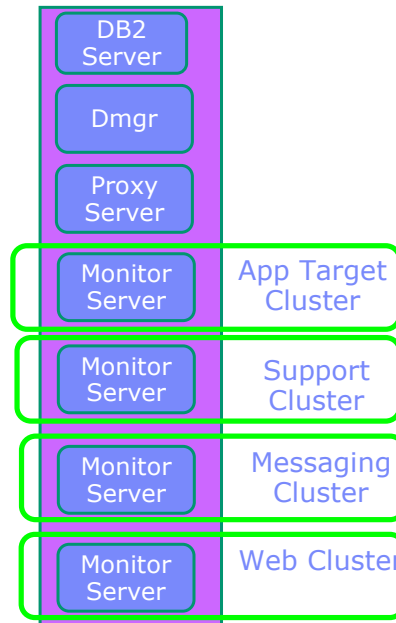 DB2
Server
Dmgr
Proxy
Server
Monitor
Server
App Target
Cluster
Monitor
Server
Support
Cluster
Monitor
Server
Messaging
Cluster
Monitor
Server
Web Cluster